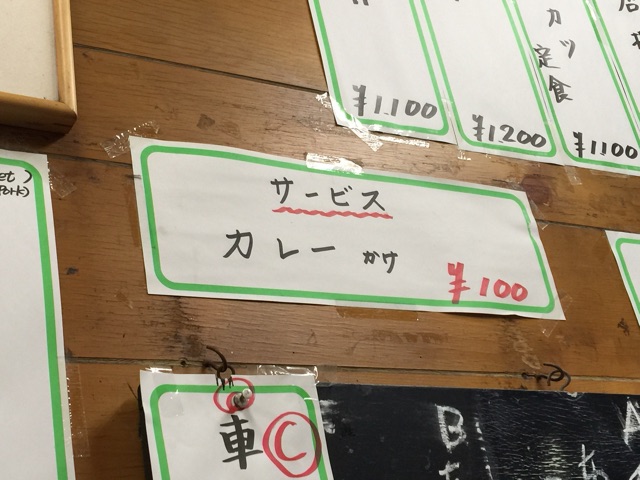 ¥1,100
¥1200
カツ定食
¥1100
Pork)
サービス
カレー かけ
¥100
車 C
B
A